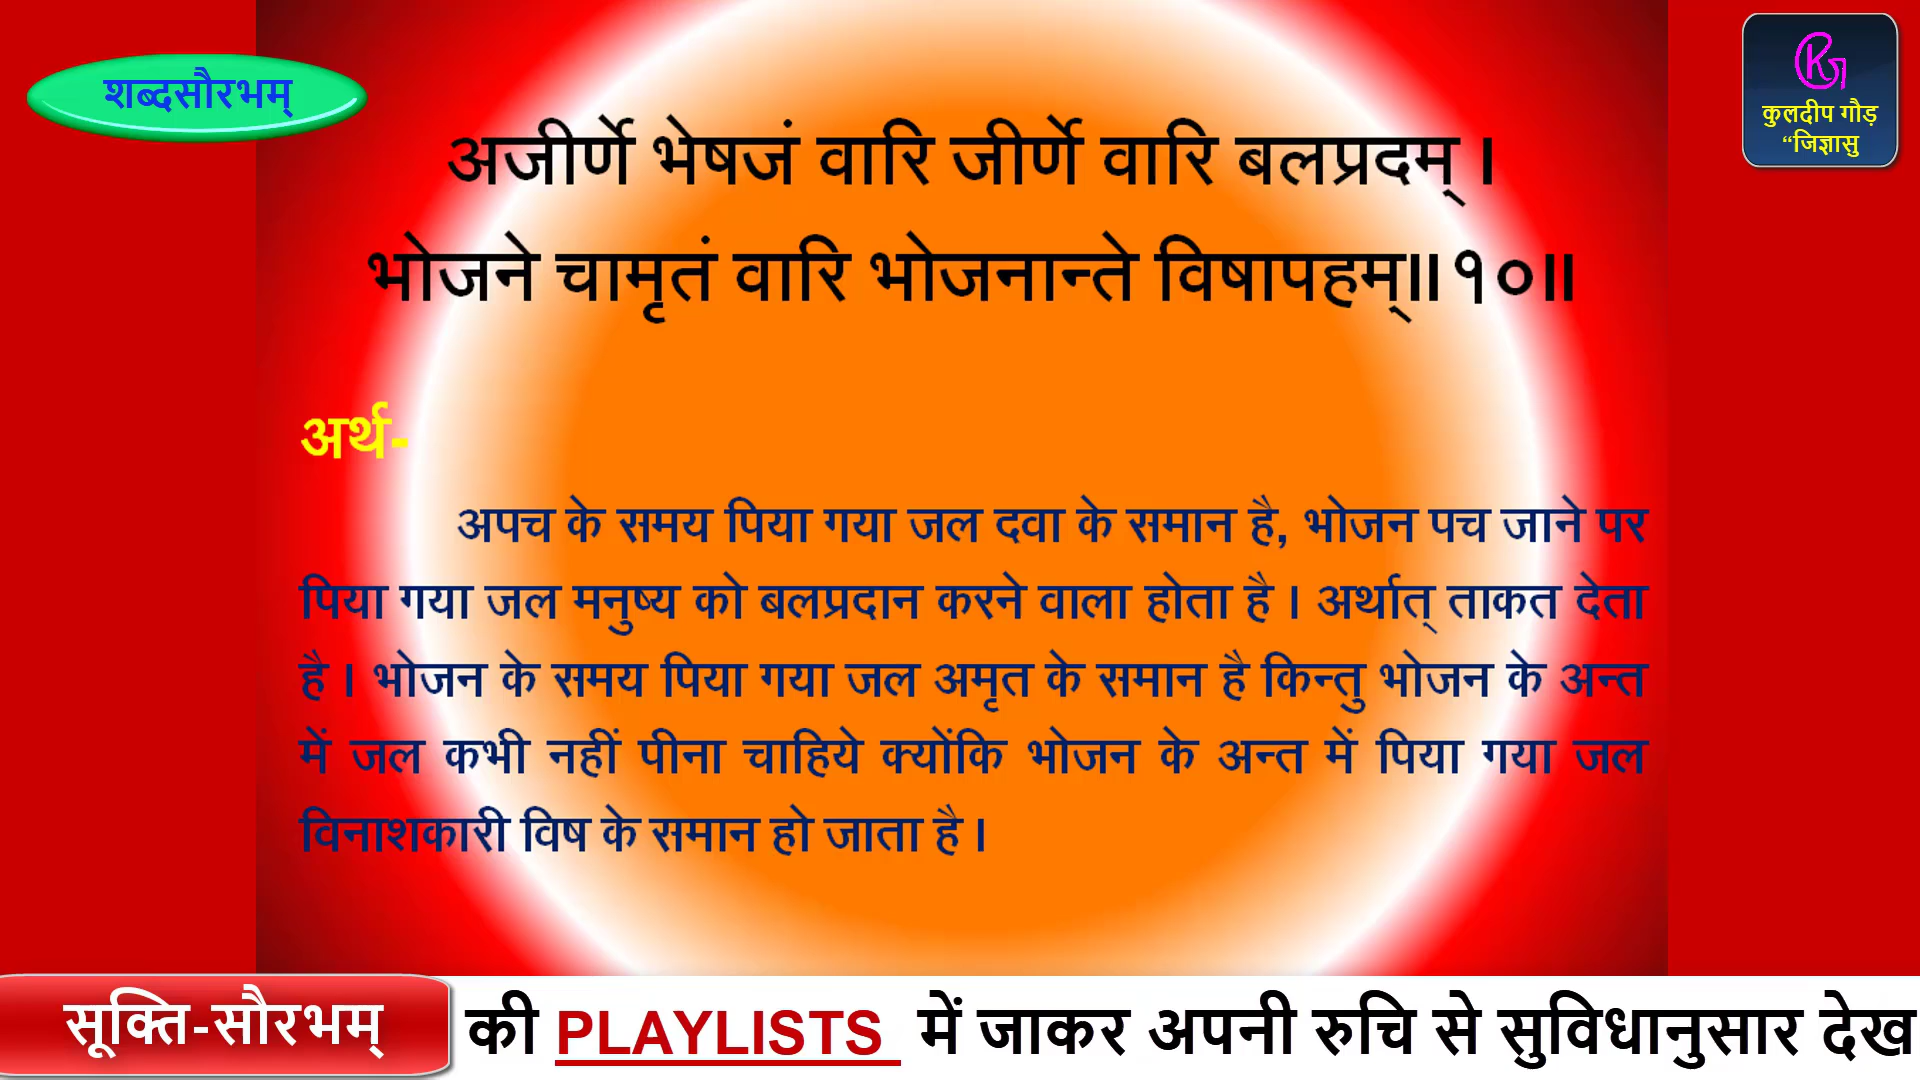 शब्दसौरभम्
कुलदीप गौड़
“जिज्ञासु
अजीर्णे भेषजं वारि जीर्णे वारि बलप्रदम् ।
भोजने चामृतं वारि भोजनान्ते विषापहम्॥१०॥
अर्थ-
अपच के समय पिया गया जल दवा के समान है, भोजन पच जाने पर
पिया गया जल मनुष्य को बलप्रदान करने वाला होता है । अर्थात् ताकत देता
है । भोजन के समय पिया गया जल अमृत के समान है किन्तु भोजन के अन्त
में जल कभी नहीं पीना चाहिये क्योंकि भोजन के अन्त में पिया गया जल
विनाशकारी विष के समान हो जाता है ।
सूक्ति-सौरभम् की PLAYLISTS में जाकर अपनी रुचि से सुविधानुसार देख